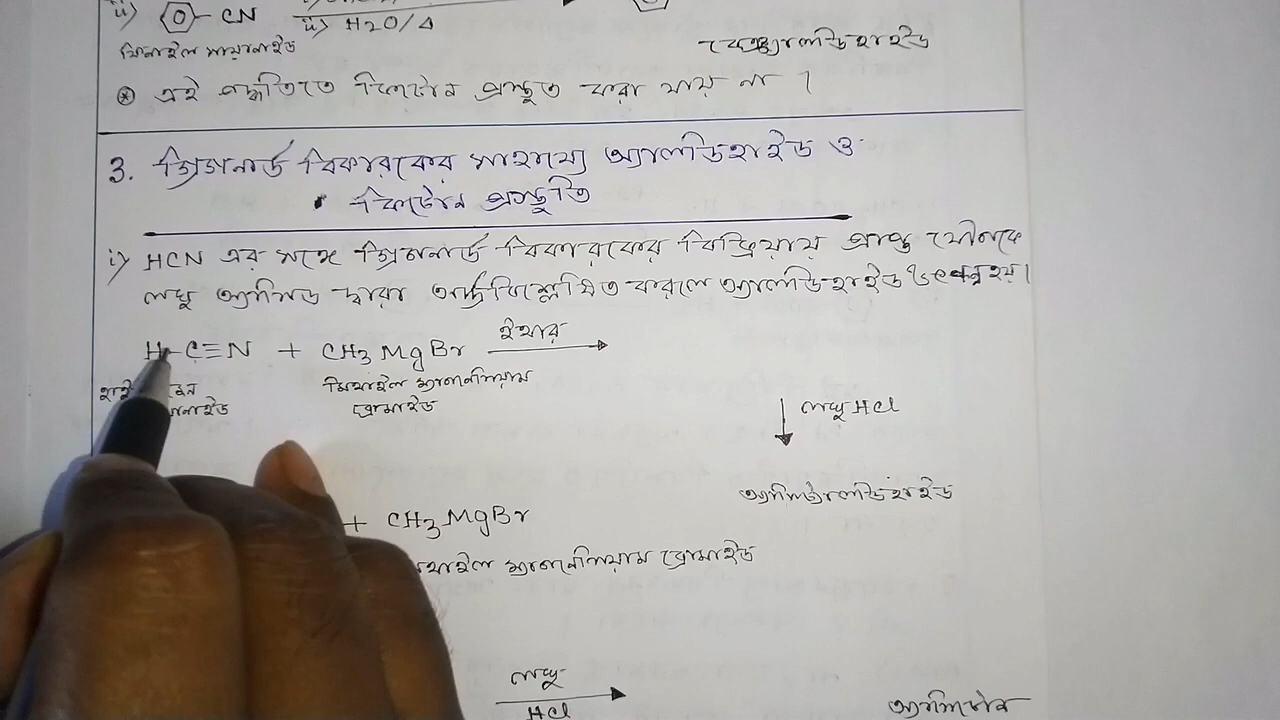 ii) – CN
ii) H2O/Δ
ফিনাইল সায়ানাইড
বেঞ্জালডিহাইড
⊛ এই পদ্ধতিতে কিটোন প্রস্তুত করা যায় না ।
3. গ্রিগনার্ড বিকারকের সাহায্যে অ্যালডিহাইড ও
কিটোন প্রস্তুতি
i) HCN এর সঙ্গে গ্রিগনার্ড বিকারকের বিক্রিয়ায় প্রাপ্ত যৌগকে
লঘু অ্যাসিড দ্বারা আর্দ্রবিশ্লেষিত করলে অ্যালডিহাইড উৎপন্ন হয়।
H–C≡N + CH3MgBr ইথার
মিথাইল ম্যাগনেসিয়াম
ব্রোমাইড
লঘু HCl
অ্যাসিট্যালডিহাইড
+ CH3MgBr
ম্যাগনেসিয়াম ব্রোমাইড
লঘু
HCl
অ্যাসিটোন